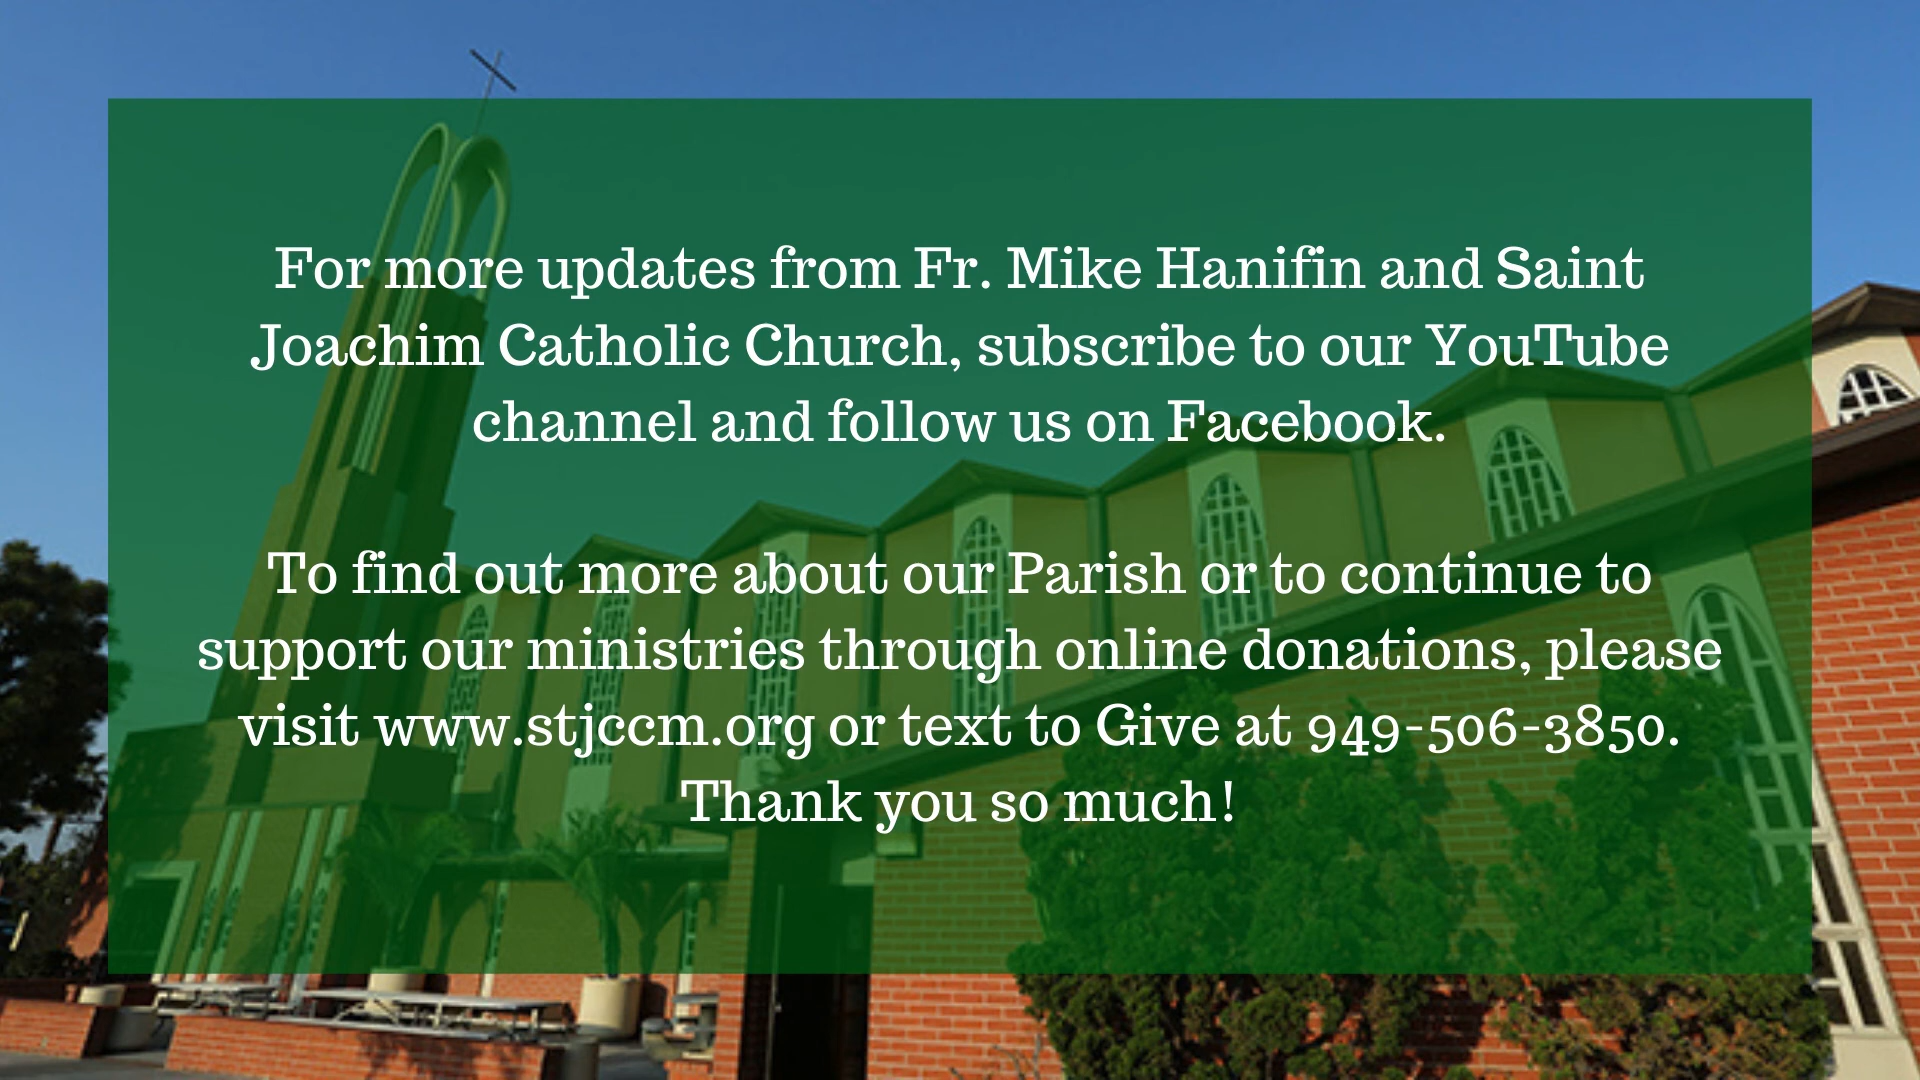 For more updates from Fr. Mike Hanifin and Saint
Joachim Catholic Church, subscribe to our YouTube
channel and follow us on Facebook.
To find out more about our Parish or to continue to
support our ministries through online donations, please
visit www.stjccm.org or text to Give at 949-506-3850.
Thank you so much!